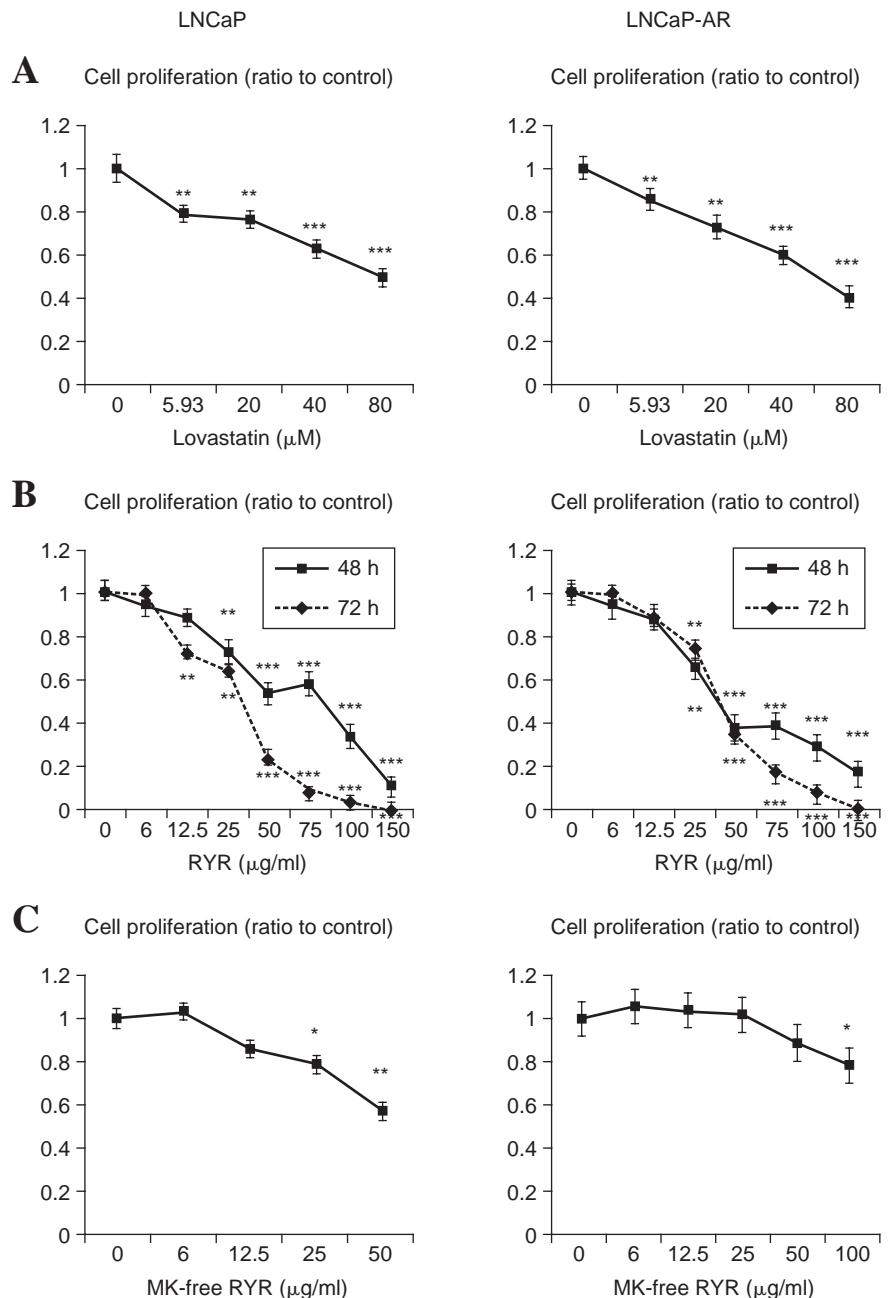 LNCaP LNCaP-AR
A Cell proliferation (ratio to control) Cell proliferation (ratio to control)
1.2 1.2
1 1
** **
0.8 ** 0.8 **
*** ***
0.6 *** 0.6 ***
0.4 0.4
0.2 0.2
0 0
0 5.93 20 40 80 0 5.93 20 40 80
Lovastatin (μM) Lovastatin (μM)
B Cell proliferation (ratio to control) Cell proliferation (ratio to control)
1.2 48 h 1.2 48 h
1 72 h 1 72 h
** **
0.8 0.8
*** ***
0.6 ** 0.6
** ***
0.4 *** 0.4 ** *** *** ***
0.2 *** *** 0.2 ***
*** ***
0 *** 0 *** ***
0 6 12.5 25 50 75 100 150 0 6 12.5 25 50 75 100 150
RYR (μg/ml) RYR (μg/ml)
C Cell proliferation (ratio to control) Cell proliferation (ratio to control)
1.2 1.2
1 * 1 *
0.8 ** 0.8
0.6 0.6
0.4 0.4
0.2 0.2
0 0
0 6 12.5 25 50 0 6 12.5 25 50 100
MK-free RYR (μg/ml) MK-free RYR (μg/ml)